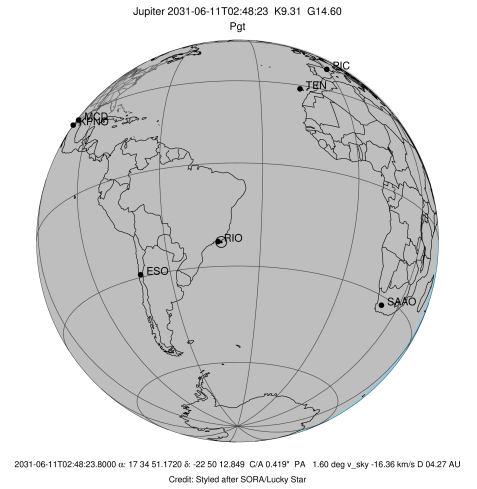 Jupiter 2031-06-11T02:48:23 K9.31 G14.60
Pgt
PIC
TEN
MCD
KPNO
RIO
ESO
SAAO
2031-06-11T02:48:23.8000 α: 17 34 51.1720 δ: -22 50 12.849 C/A 0.419" PA 1.60 deg v_sky -16.36 km/s D 04.27 AU
Credit: Styled after SORA/Lucky Star